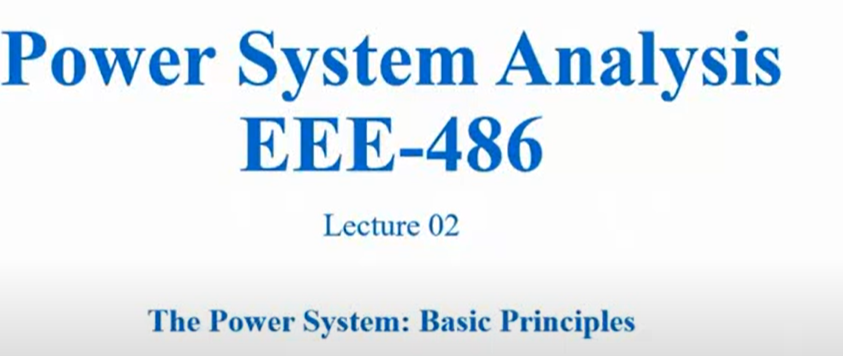 Power System Analysis
EEE-486
Lecture 02
The Power System: Basic Principles